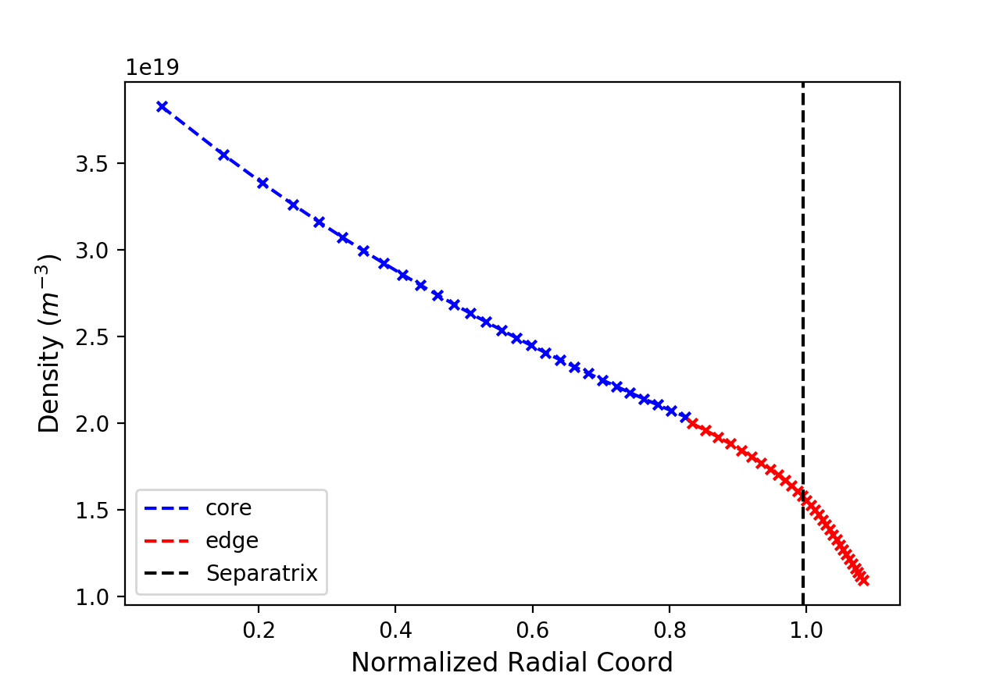 1e19
3.5
3.0
2.5
2.0
1.5
1.0
Density (m⁻³)
core
edge
Separatrix
0.2 0.4 0.6 0.8 1.0
Normalized Radial Coord